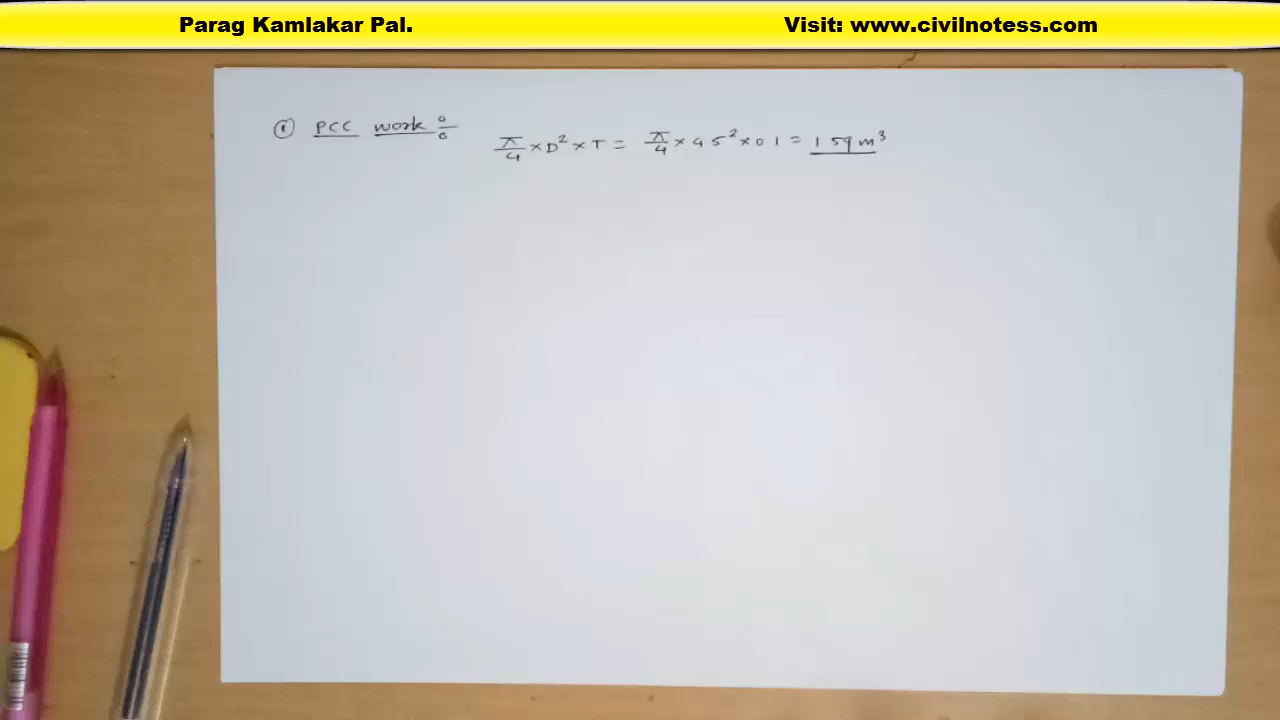 Parag Kamlakar Pal. Visit: www.civilnotess.com
① PCC work :
π/4 × D² × T = π/4 × 4 5² × 0 1 = 1 59 m³